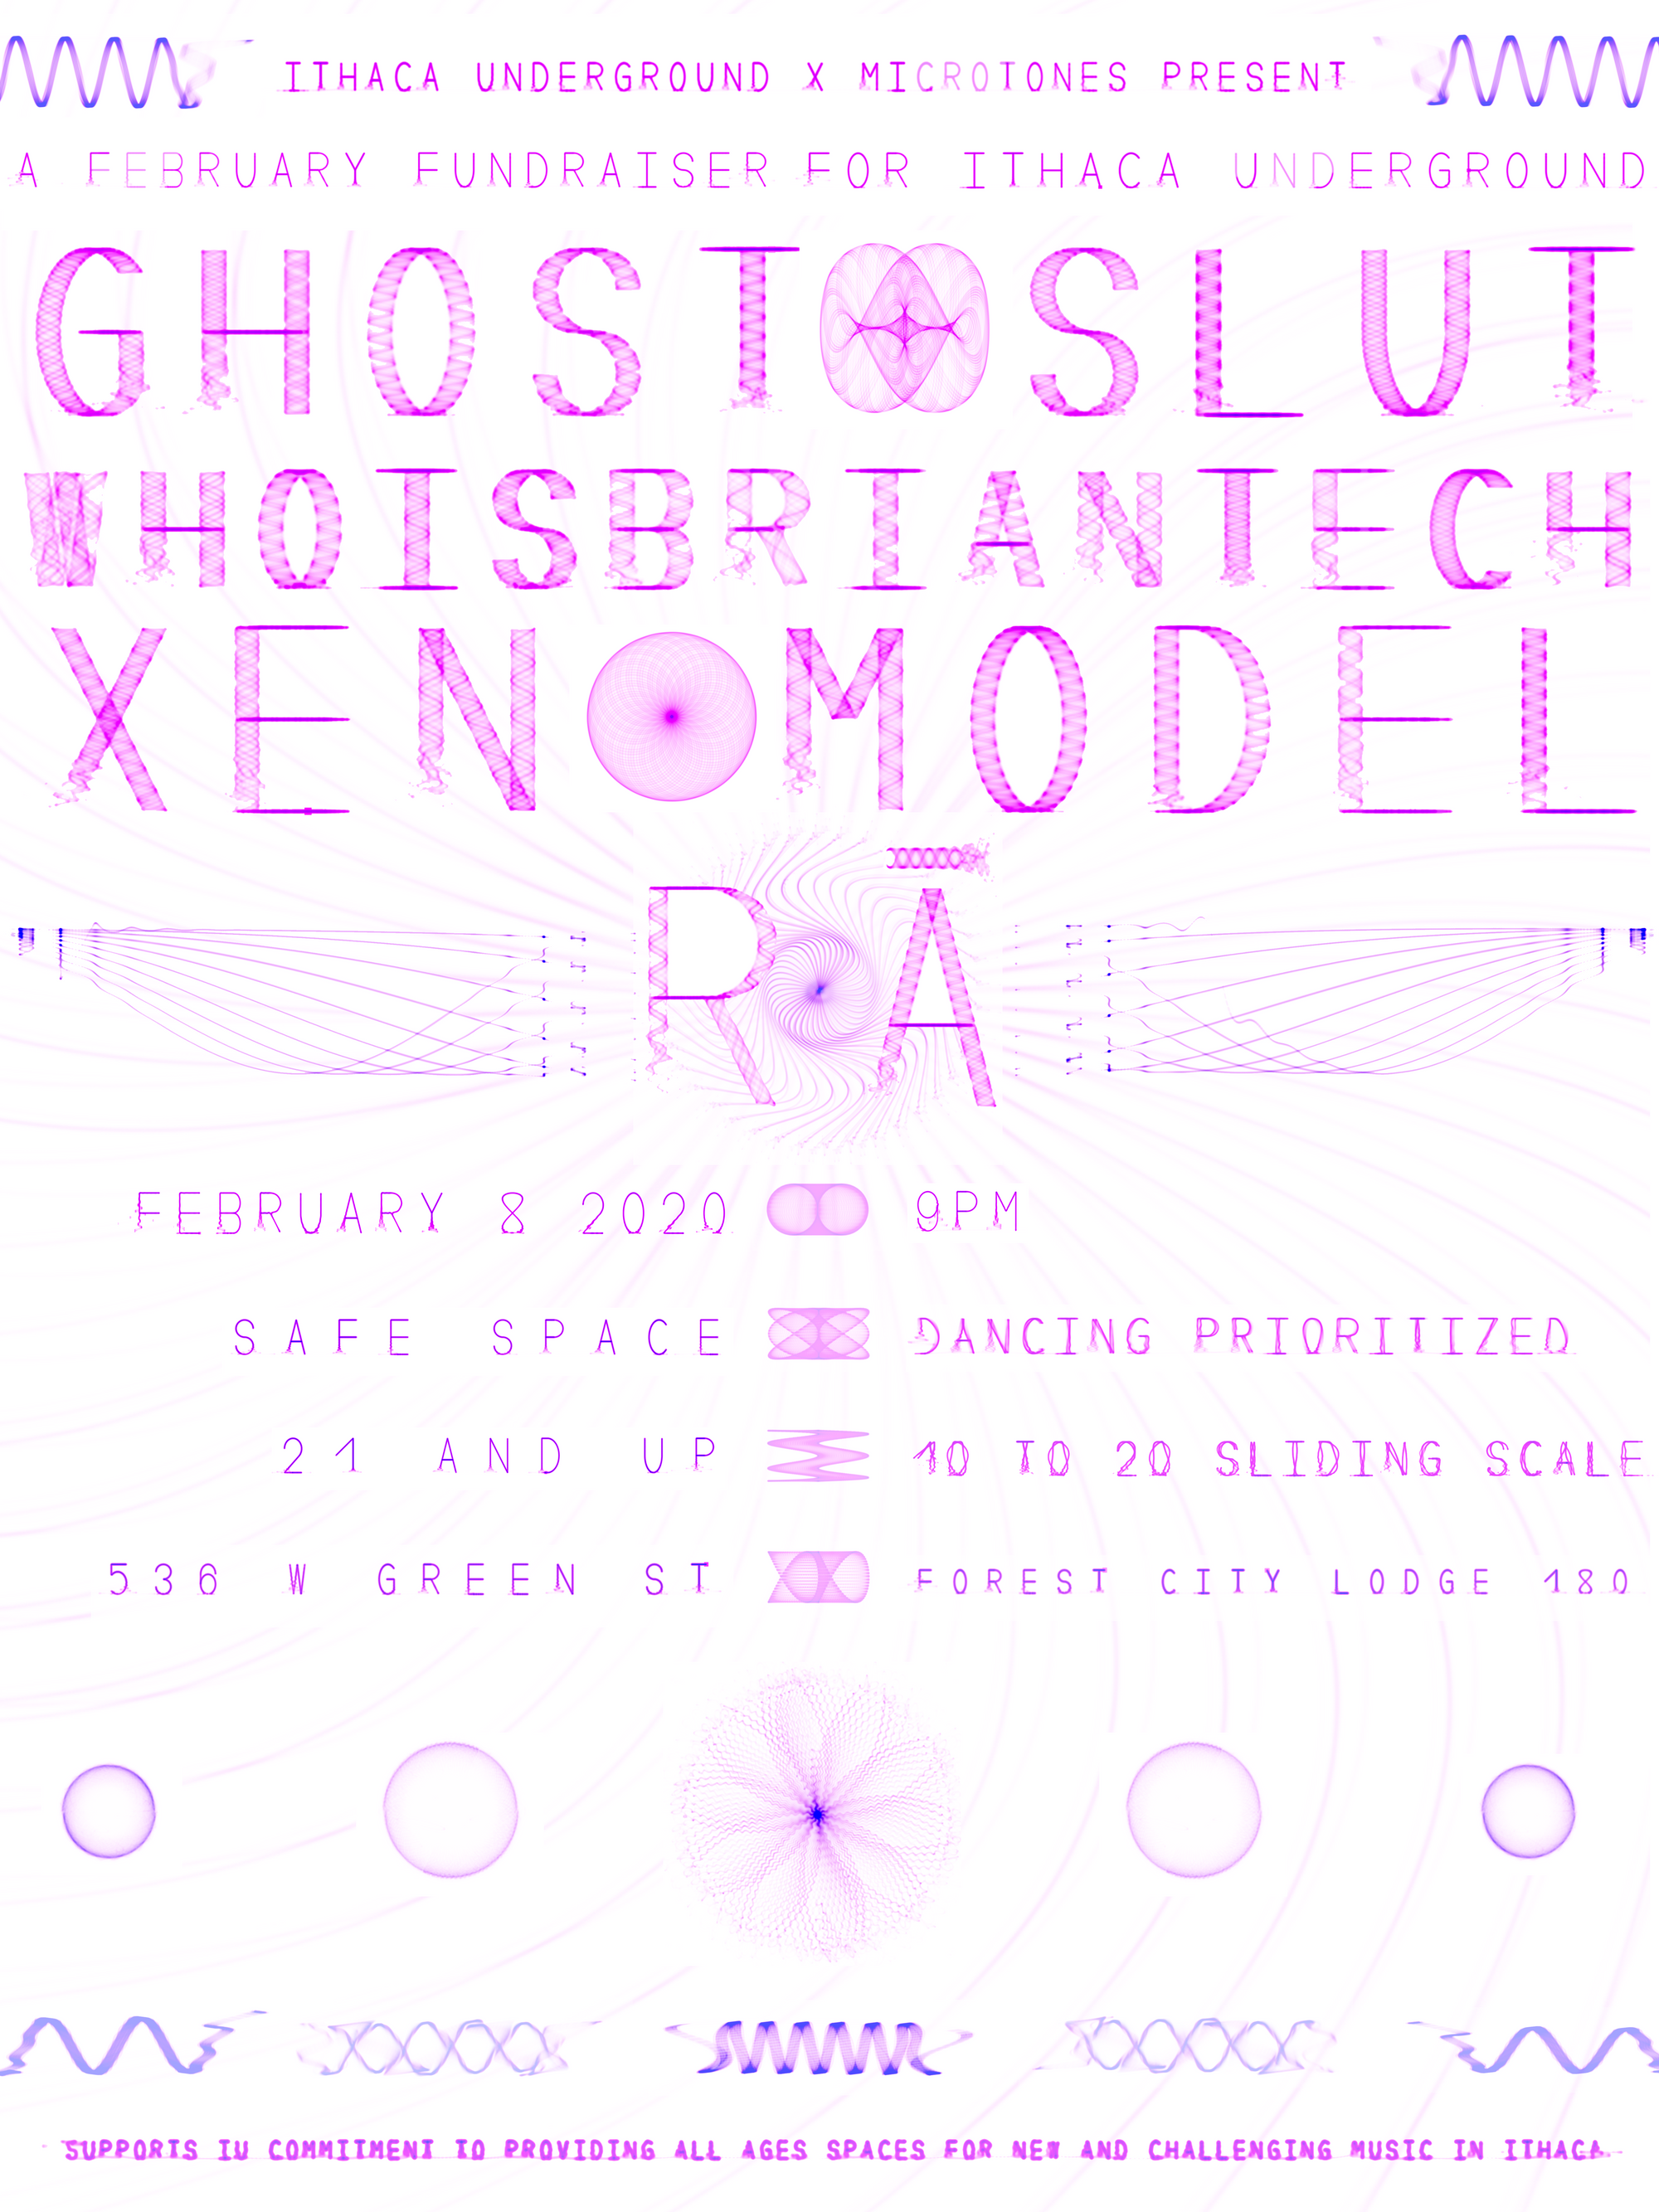 ITHACA UNDERGROUND X MICROTONES PRESENT
A FEBRUARY FUNDRAISER FOR ITHACA UNDERGROUND
GHOST SLUT
WHOISBRIANTECH
XENOMODEL
RĀ
FEBRUARY 8 2020 9PM
SAFE SPACE DANCING PRIORITIZED
21 AND UP 10 TO 20 SLIDING SCALE
536 W GREEN ST FOREST CITY LODGE 180
SUPPORTS IU COMMITMENT TO PROVIDING ALL AGES SPACES FOR NEW AND CHALLENGING MUSIC IN ITHACA